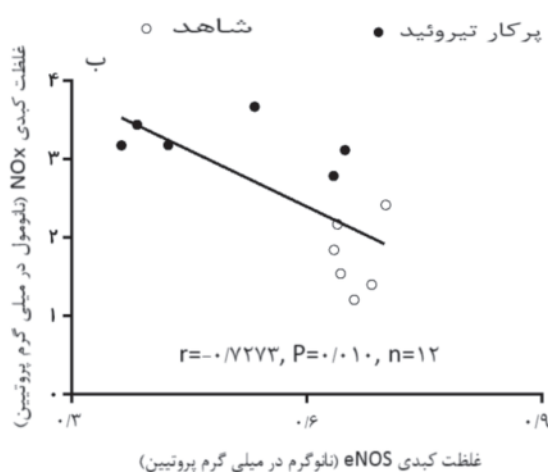 پرکار تیروئید
شاهد
ب
غلظت کبدی NOx (نانومول در میلی گرم پروتیین)
۴
۳
۲
۱
۰
r=-۰/۷۲۷۳, P=۰/۰۱۰, n=۱۲
۰/۳
۰/۶
۰/۹
غلظت کبدی eNOS (نانوگرم در میلی گرم پروتیین)